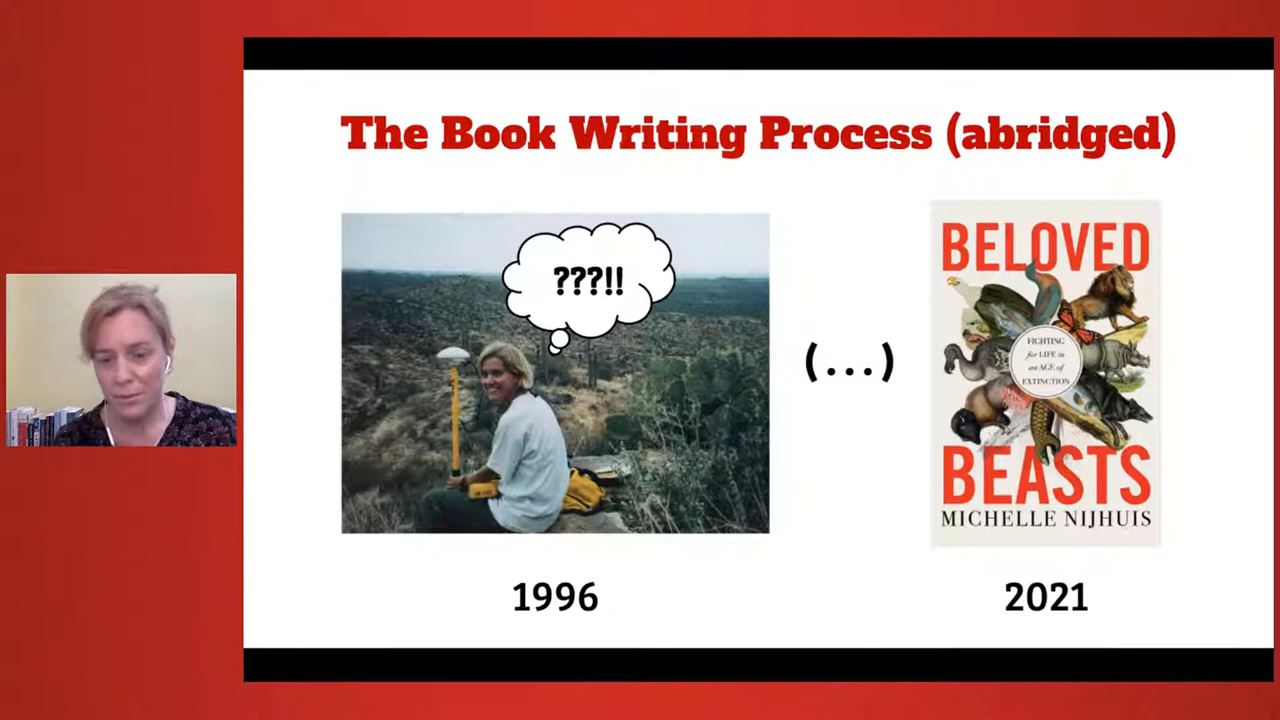 The Book Writing Process (abridged)
???!!
(...)
BELOVED
FIGHTING
for LIFE in
an AGE of
EXTINCTION
BEASTS
MICHELLE NIJHUIS
1996
2021